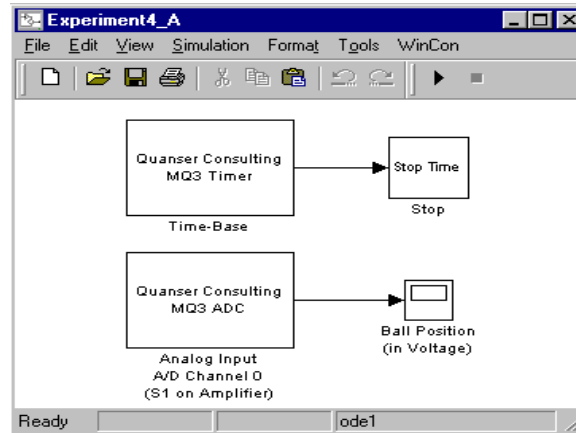 Experiment4_A
File Edit View Simulation Format Tools WinCon
Quanser Consulting
MQ3 Timer
Time-Base
Stop Time
Stop
Quanser Consulting
MQ3 ADC
Analog Input
A/D Channel 0
(S1 on Amplifier)
Ball Position
(in Voltage)
Ready ode1